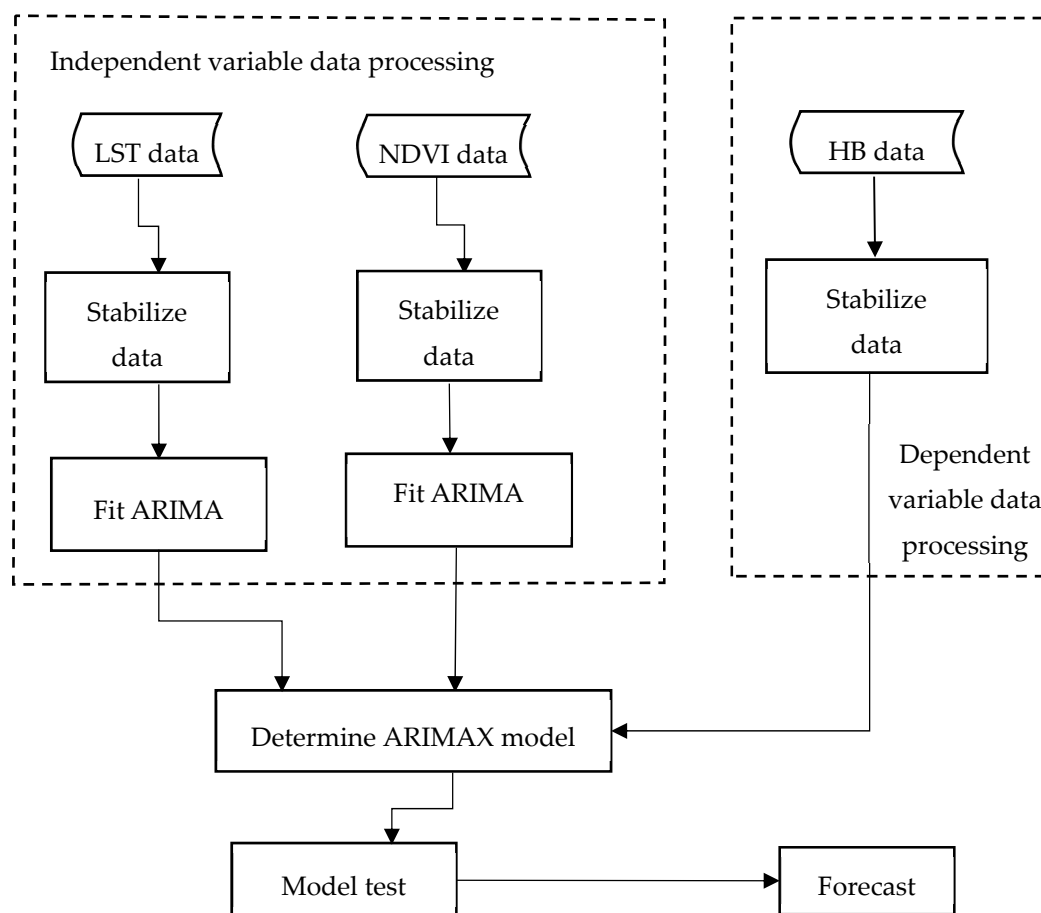 Independent variable data processing
LST data
NDVI data
HB data
Stabilize
data
Stabilize
data
Stabilize
data
Fit ARIMA
Fit ARIMA
Dependent
variable data
processing
Determine ARIMAX model
Model test
Forecast